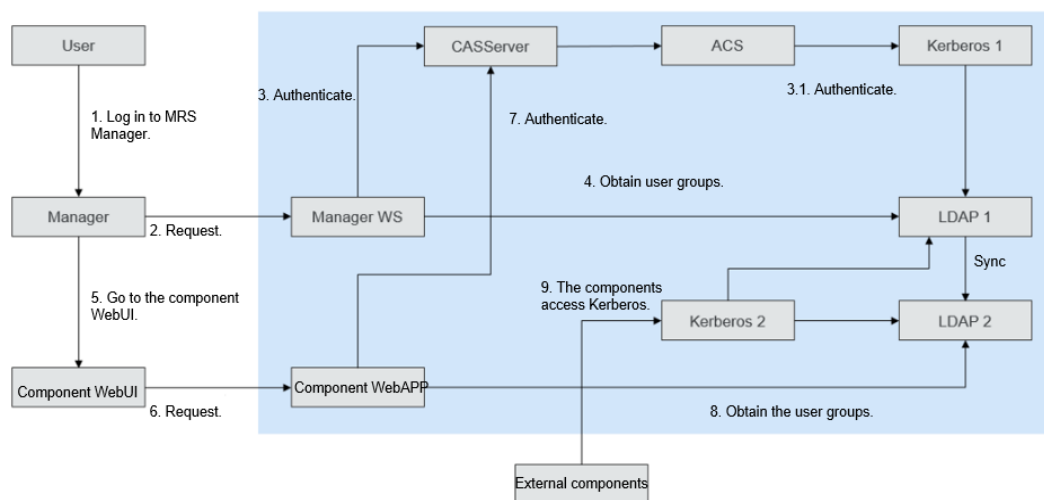 User
CASServer
ACS
Kerberos 1
3. Authenticate.
3.1. Authenticate.
1. Log in to MRS
Manager.
7. Authenticate.
4. Obtain user groups.
Manager
2. Request.
Manager WS
LDAP 1
Sync
5. Go to the component
WebUI.
9. The components
access Kerberos.
Kerberos 2
LDAP 2
Component WebUI
6. Request.
Component WebAPP
8. Obtain the user groups.
External components